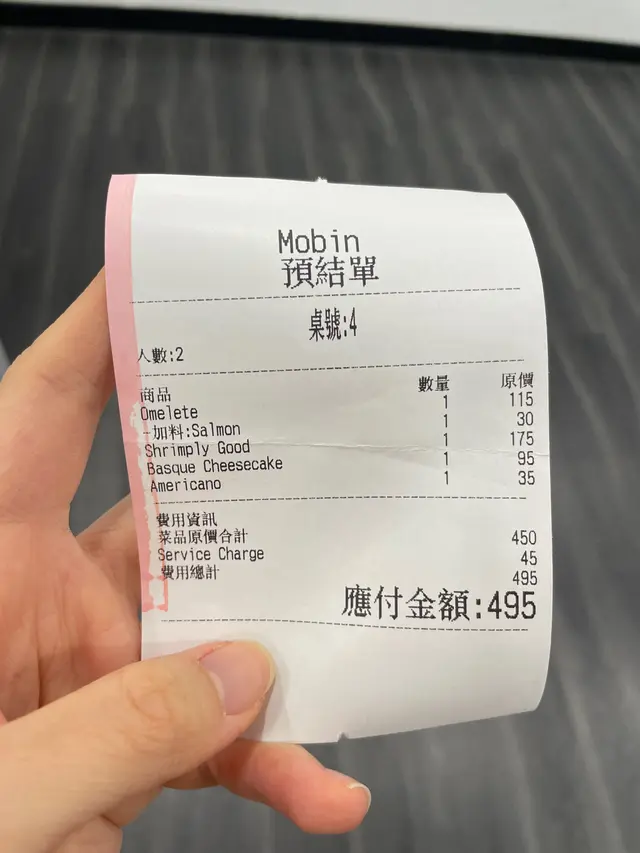 Mobin
預結單
桌號:4
人數:2
商品 數量 原價
Omelete 1 115
-加料:Salmon 1 30
Shrimply Good 1 175
Basque Cheesecake 1 95
Americano 1 35
費用資訊
菜品原價合計 450
Service Charge 45
費用總計 495
應付金額:495